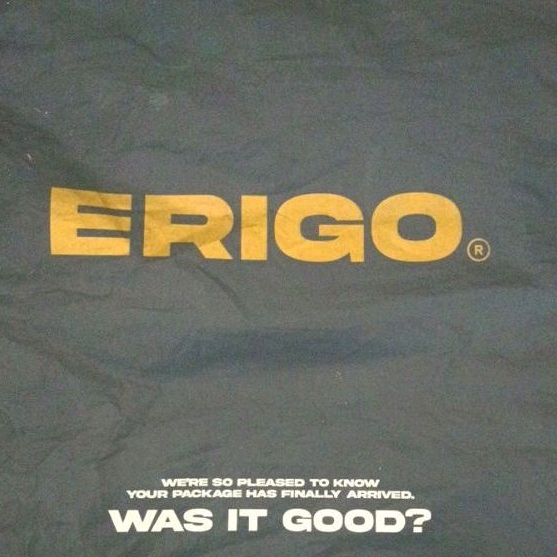 ERIGO®
WE'RE SO PLEASED TO KNOW
YOUR PACKAGE HAS FINALLY ARRIVED.
WAS IT GOOD?